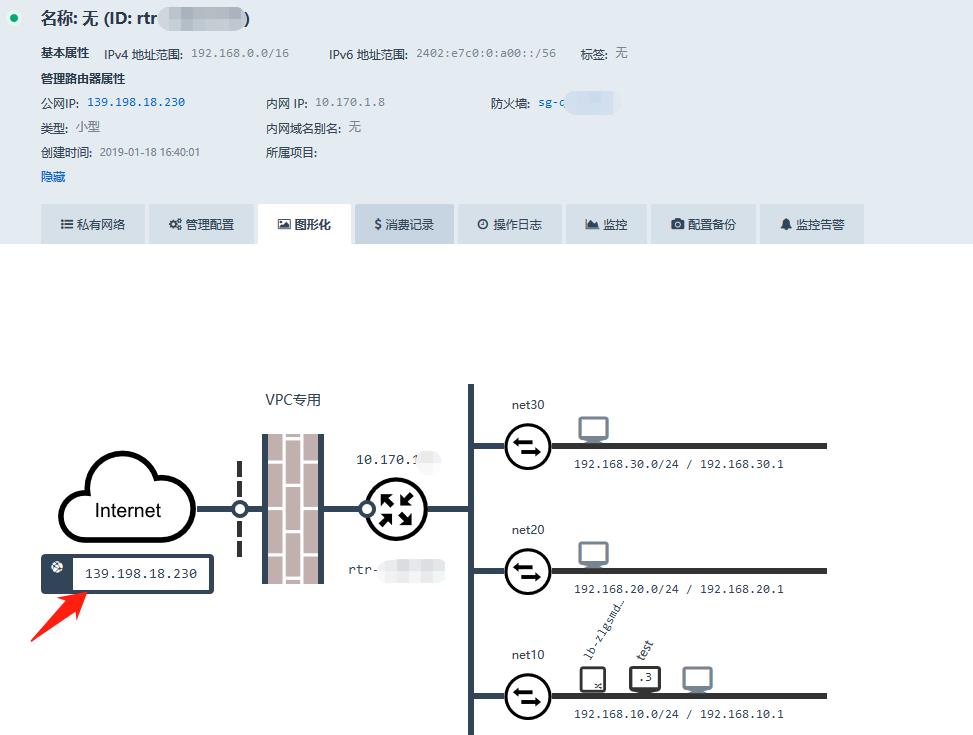 名称: 无 (ID: rtr )
基本属性 IPv4 地址范围: 192.168.0.0/16 IPv6 地址范围: 2402:e7c0:0:a00::/56 标签: 无
管理路由器属性
公网IP: 139.198.18.230 内网 IP: 10.170.1.8 防火墙: sg-
类型: 小型 内网域名别名: 无
创建时间: 2019-01-18 16:40:01 所属项目:
隐藏
私有网络 管理配置 图形化 $ 消费记录 操作日志 监控 配置备份 监控告警
VPC专用
net30
10.170.1
192.168.30.0/24 / 192.168.30.1
Internet
net20
139.198.18.230
rtr-
192.168.20.0/24 / 192.168.20.1
lb-zlgsmd…
test
net10
.3
192.168.10.0/24 / 192.168.10.1